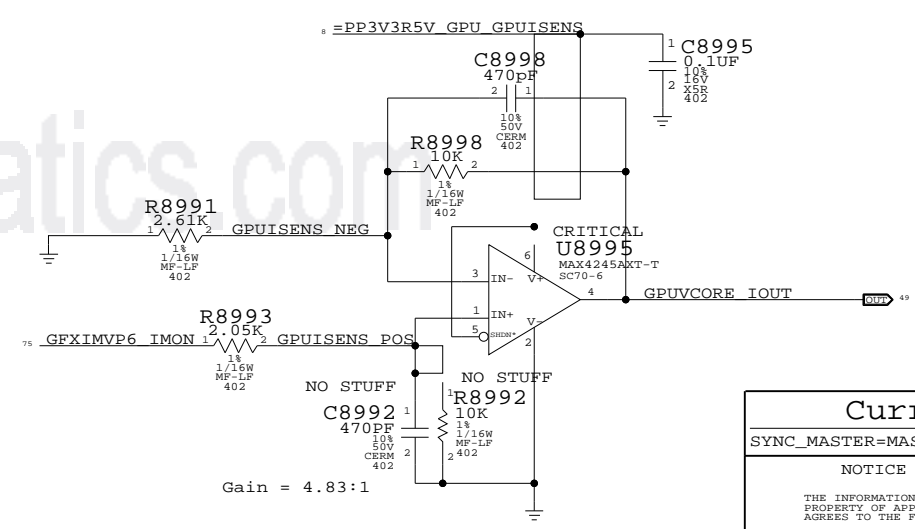 8 =PP3V3R5V_GPU_GPUISENS
1 C8995
0.1UF
10%
16V
2 X5R
402
C8998
470pF
2 1
10%
50V
CERM
402
R8998
10K
1 2
1%
1/16W
MF-LF
402
atics.com
R8991
2.61K
1 2 GPUISENS_NEG
1%
1/16W
MF-LF
402
CRITICAL
U8995
MAX4245AXT-T
SC70-6
6
V+
3 IN-
4 GPUVCORE_IOUT OUT 49
1 IN+
5 SHDN*
V-
2
R8993
2.05K
75 GFXIMVP6_IMON 1 2 GPUISENS_POS
1%
1/16W
MF-LF
402
NO STUFF
C8992 1
470PF
10%
50V
CERM 2
402
NO STUFF
1 R8992
10K
1%
1/16W
MF-LF
2 402
Gain = 4.83:1
Curr
SYNC_MASTER=MAS
NOTICE
THE INFORMATION
PROPERTY OF APP
AGREES TO THE F